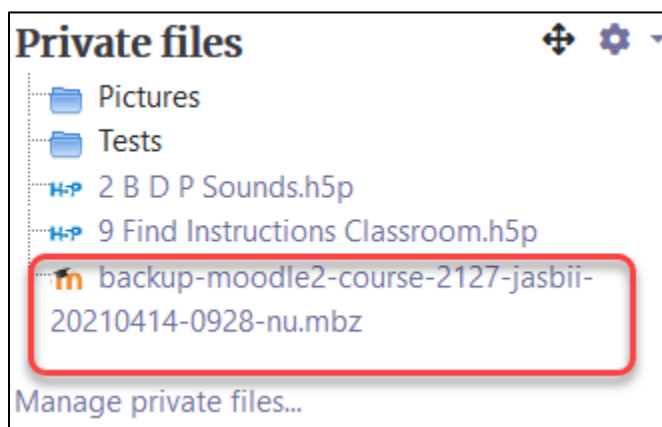 Private files
Pictures
Tests
H-P 2 B D P Sounds.h5p
H-P 9 Find Instructions Classroom.h5p
m backup-moodle2-course-2127-jasbii-
20210414-0928-nu.mbz
Manage private files...